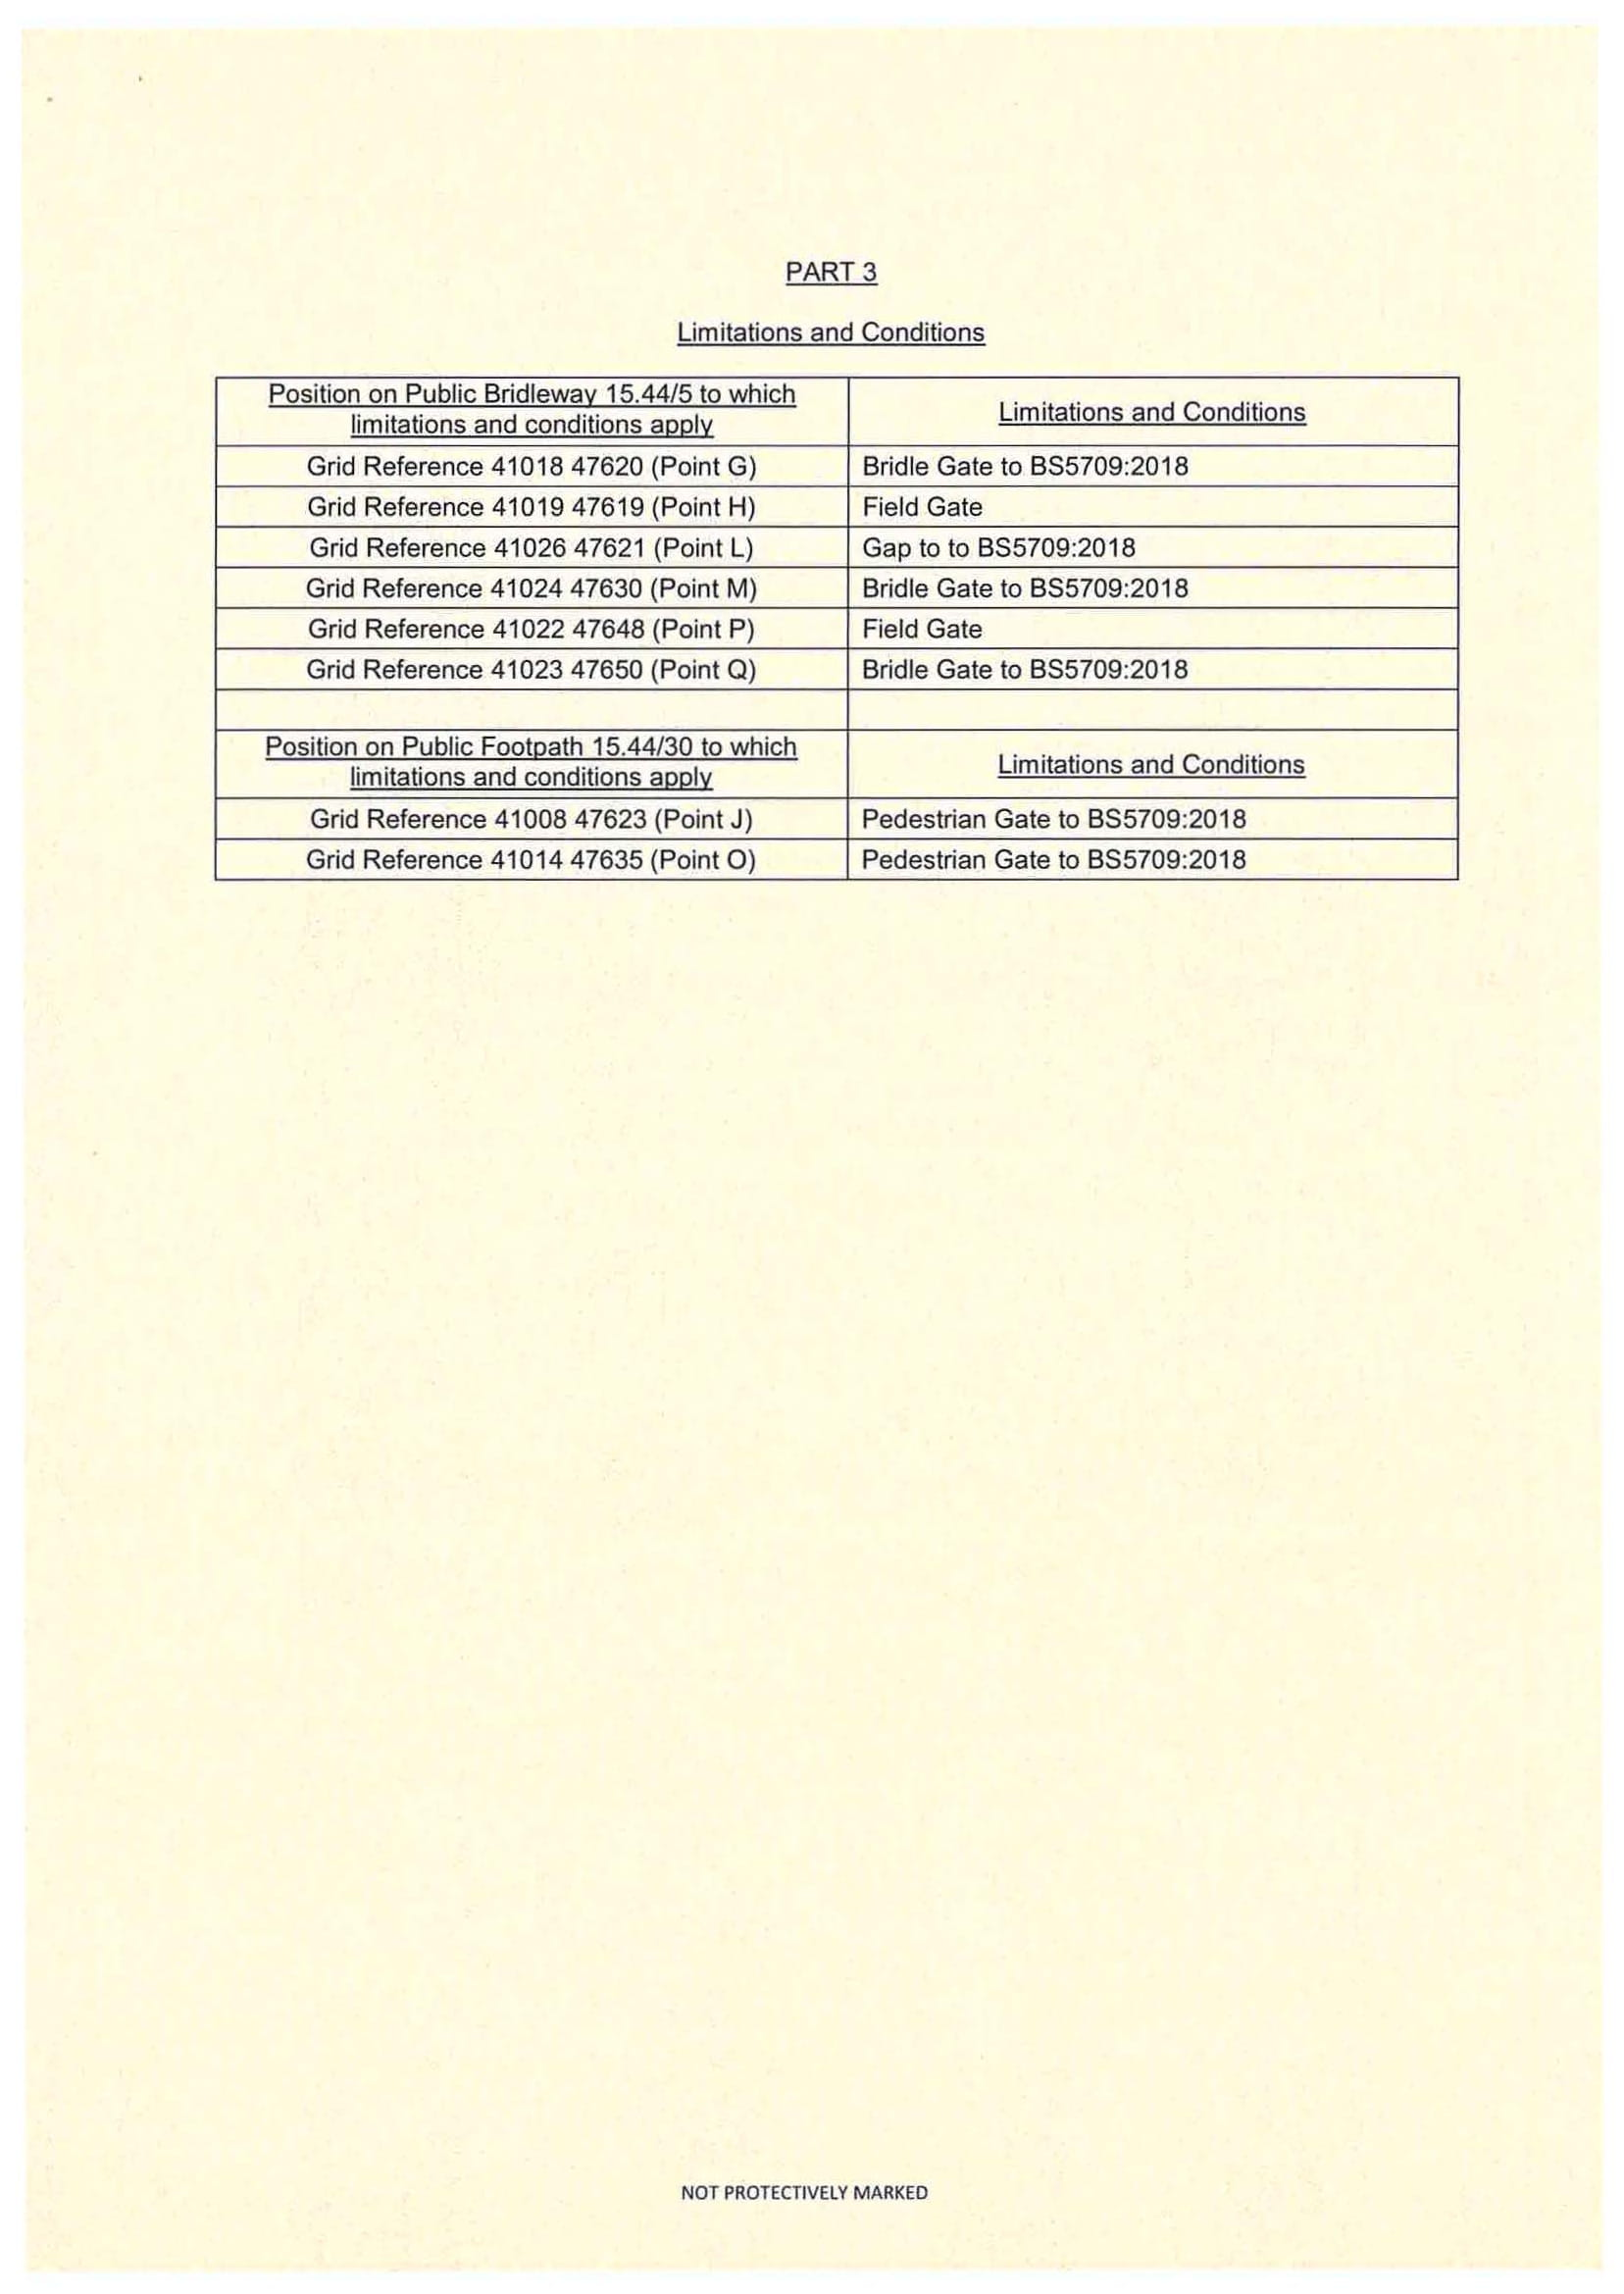 PART 3
Limitations and Conditions
Position on Public Bridleway 15.44/5 to which
limitations and conditions apply
Limitations and Conditions
Grid Reference 41018 47620 (Point G)
Bridle Gate to BS5709:2018
Grid Reference 41019 47619 (Point H)
Field Gate
Grid Reference 41026 47621 (Point L)
Gap to to BS5709:2018
Grid Reference 41024 47630 (Point M)
Bridle Gate to BS5709:2018
Grid Reference 41022 47648 (Point P)
Field Gate
Grid Reference 41023 47650 (Point Q)
Bridle Gate to BS5709:2018
Position on Public Footpath 15.44/30 to which
limitations and conditions apply
Limitations and Conditions
Grid Reference 41008 47623 (Point J)
Pedestrian Gate to BS5709:2018
Grid Reference 41014 47635 (Point O)
Pedestrian Gate to BS5709:2018
NOT PROTECTIVELY MARKED